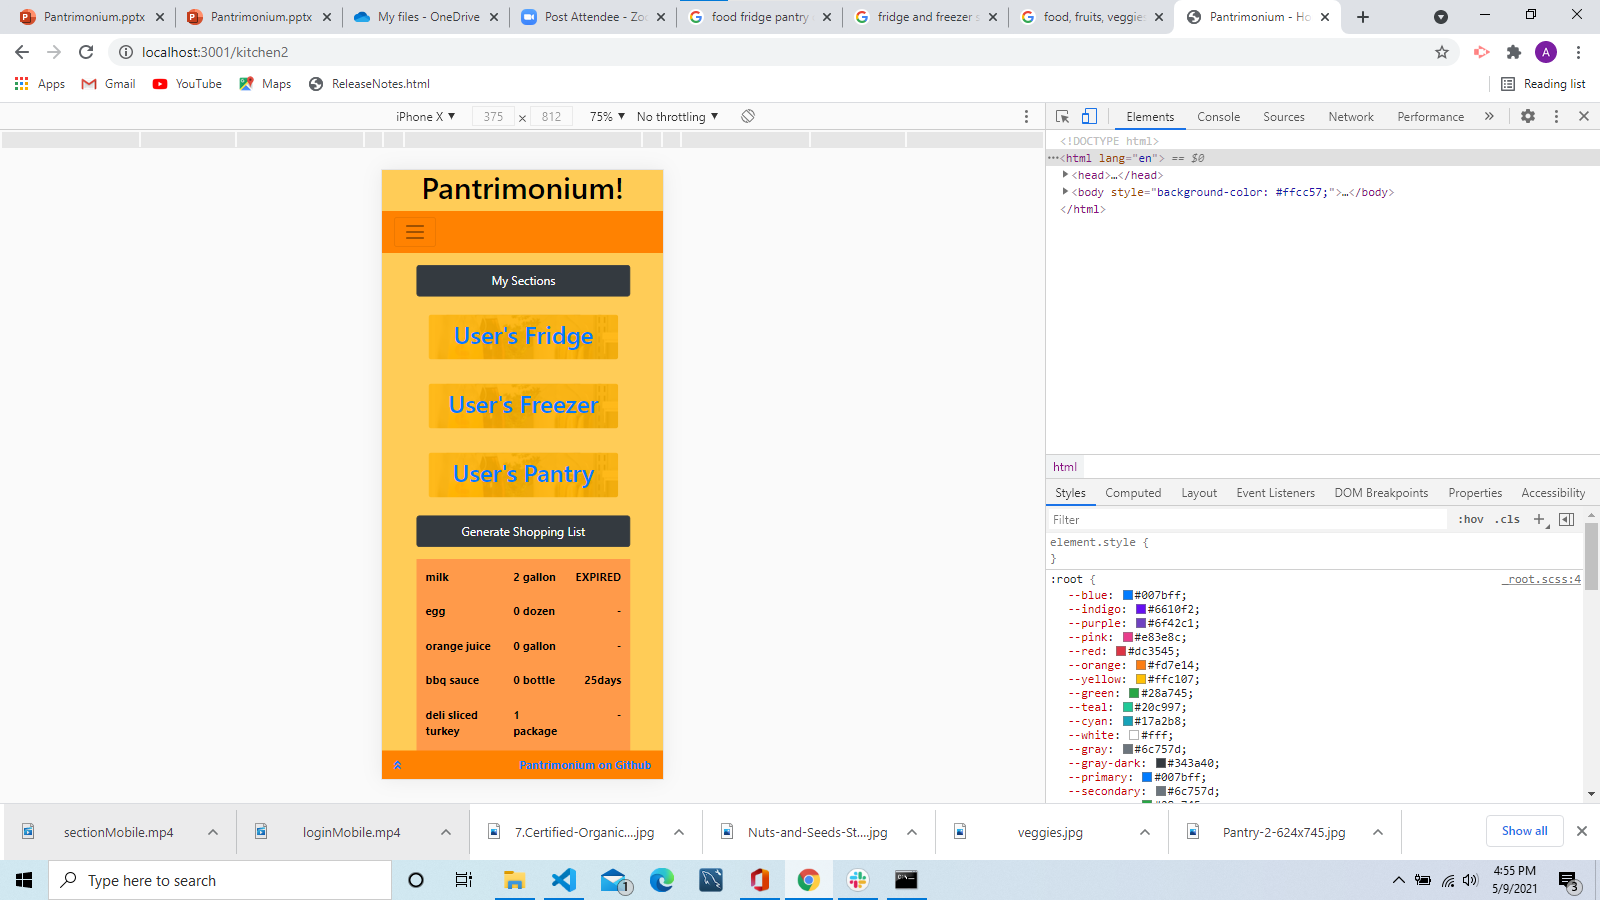 Pantrimonium.pptx
Pantrimonium.pptx
My files - OneDrive
Post Attendee - Zoo
food fridge pantry
fridge and freezer s
food, fruits, veggies
Pantrimonium - Ho
localhost:3001/kitchen2
Apps
Gmail
YouTube
Maps
ReleaseNotes.html
Reading list
iPhone X ▼
375 × 812
75% ▼
No throttling ▼
Elements
Console
Sources
Network
Performance
»
<!DOCTYPE html>
···<html lang="en"> == $0
<head>…</head>
<body style="background-color: #ffcc57;">…</body>
</html>
Pantrimonium!
My Sections
User's Fridge
User's Freezer
User's Pantry
Generate Shopping List
milk 2 gallon EXPIRED
egg 0 dozen -
orange juice 0 gallon -
bbq sauce 0 bottle 25days
deli sliced turkey 1 package -
Pantrimonium on Github
html
Styles
Computed
Layout
Event Listeners
DOM Breakpoints
Properties
Accessibility
Filter
:hov .cls +
element.style {
}
:root { _root.scss:4
--blue: #007bff;
--indigo: #6610f2;
--purple: #6f42c1;
--pink: #e83e8c;
--red: #dc3545;
--orange: #fd7e14;
--yellow: #ffc107;
--green: #28a745;
--teal: #20c997;
--cyan: #17a2b8;
--white: #fff;
--gray: #6c757d;
--gray-dark: #343a40;
--primary: #007bff;
--secondary: #6c757d;
sectionMobile.mp4
loginMobile.mp4
7.Certified-Organic....jpg
Nuts-and-Seeds-St....jpg
veggies.jpg
Pantry-2-624x745.jpg
Show all
Type here to search
1
4:55 PM
5/9/2021
3
A